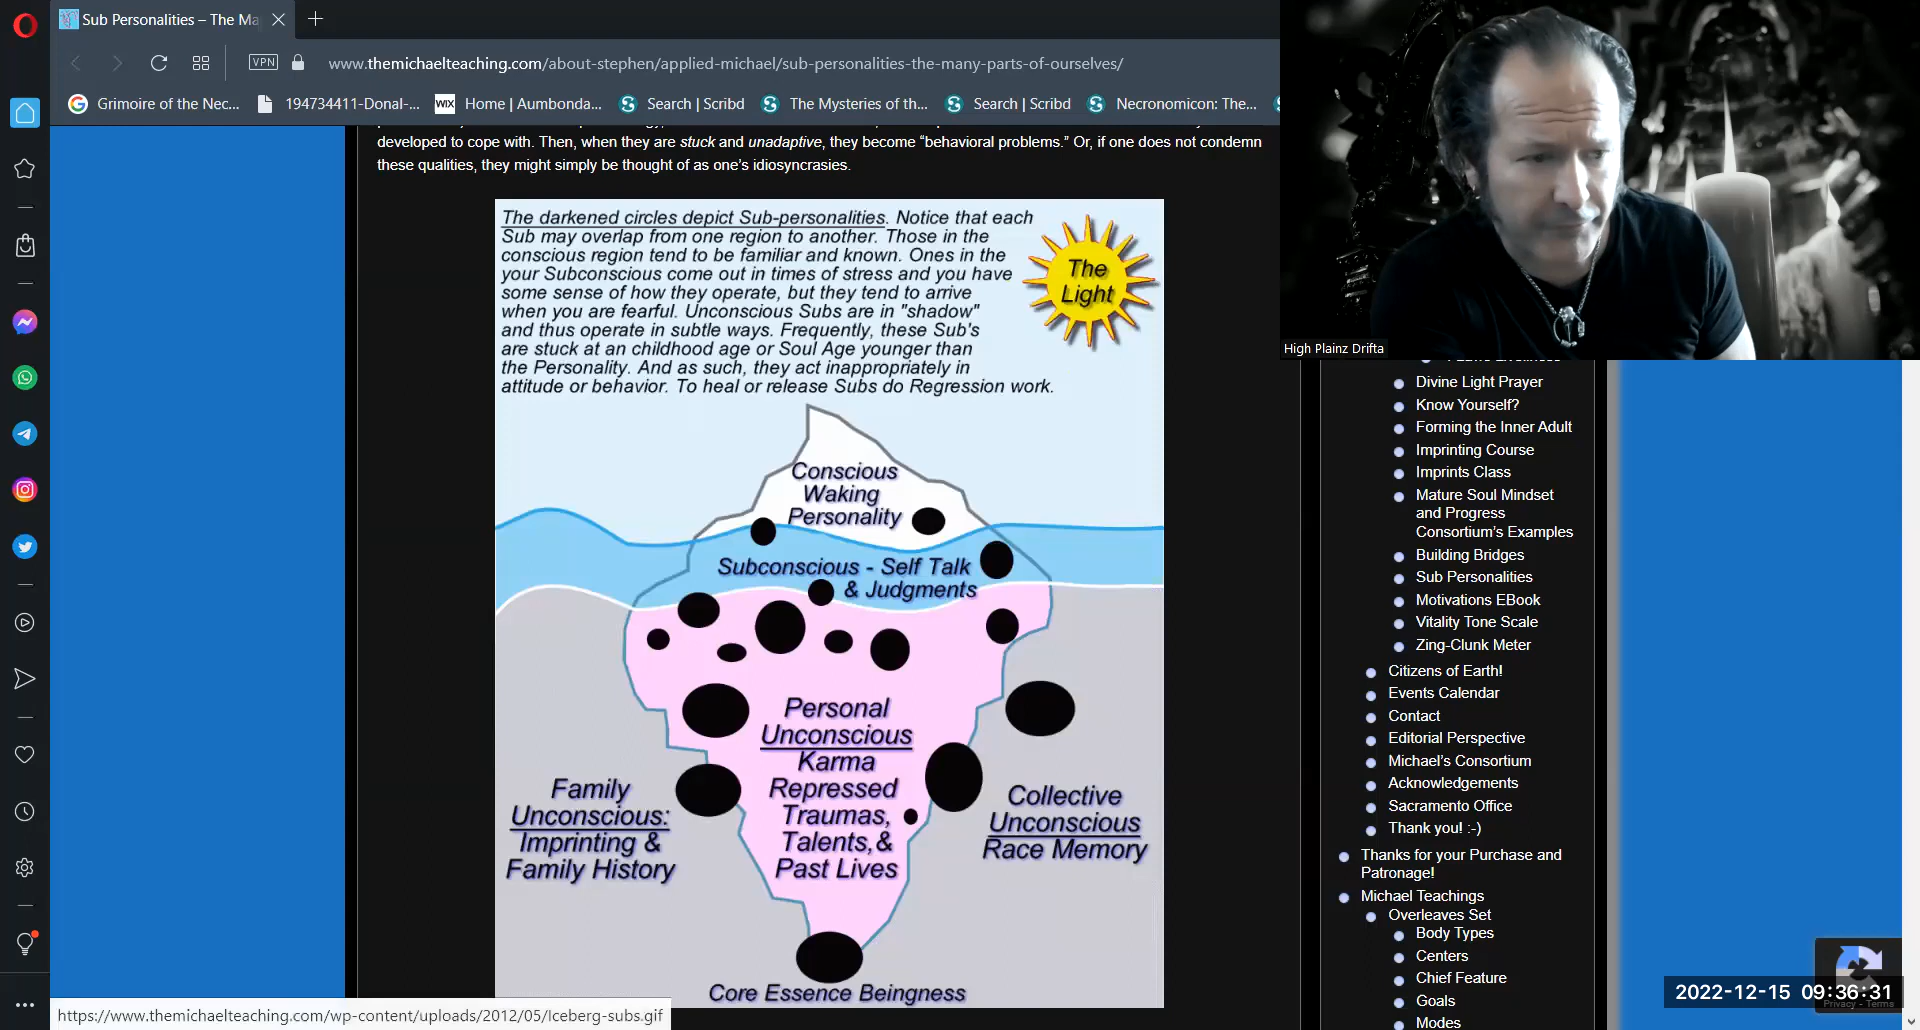 Sub Personalities – The Ma
VPN
www.themichaelteaching.com/about-stephen/applied-michael/sub-personalities-the-many-parts-of-ourselves/
Grimoire of the Nec...
194734411-Donal-...
WIX
Home | Aumbonda...
Search | Scribd
The Mysteries of th...
Search | Scribd
Necronomicon: The...
developed to cope with. Then, when they are stuck and unadaptive, they become “behavioral problems.” Or, if one does not condemn
these qualities, they might simply be thought of as one’s idiosyncrasies.
The darkened circles depict Sub-personalities. Notice that each
Sub may overlap from one region to another. Those in the
conscious region tend to be familiar and known. Ones in the
your Subconscious come out in times of stress and you have
some sense of how they operate, but they tend to arrive
when you are fearful. Unconscious Subs are in "shadow"
and thus operate in subtle ways. Frequently, these Sub's
are stuck at an childhood age or Soul Age younger than
the Personality. And as such, they act inappropriately in
attitude or behavior. To heal or release Subs do Regression work.
The
Light
Conscious
Waking
Personality
Subconscious - Self Talk
& Judgments
Personal
Unconscious
Karma
Repressed
Traumas,
Talents,&
Past Lives
Family
Unconscious:
Imprinting &
Family History
Collective
Unconscious
Race Memory
Core Essence Beingness
High Plainz Drifta
Divine Light Prayer
Know Yourself?
Forming the Inner Adult
Imprinting Course
Imprints Class
Mature Soul Mindset
and Progress
Consortium’s Examples
Building Bridges
Sub Personalities
Motivations EBook
Vitality Tone Scale
Zing-Clunk Meter
Citizens of Earth!
Events Calendar
Contact
Editorial Perspective
Michael’s Consortium
Acknowledgements
Sacramento Office
Thank you! :-)
Thanks for your Purchase and
Patronage!
Michael Teachings
Overleaves Set
Body Types
Centers
Chief Feature
Goals
Modes
2022-12-15 09:36:31
Privacy - Terms
https://www.themichaelteaching.com/wp-content/uploads/2012/05/Iceberg-subs.gif